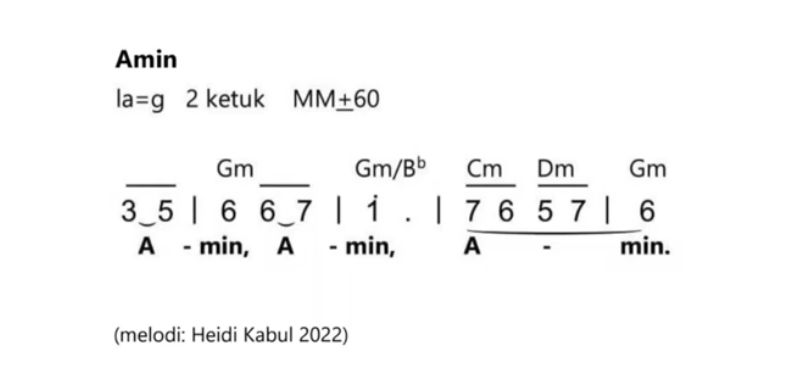 Amin
la=g 2 ketuk MM±60
Gm Gm/Bᵇ Cm Dm Gm
3 5 | 6 6 7 | 1̇ . | 7 6 5 7 | 6
A - min, A - min, A - min.
(melodi: Heidi Kabul 2022)